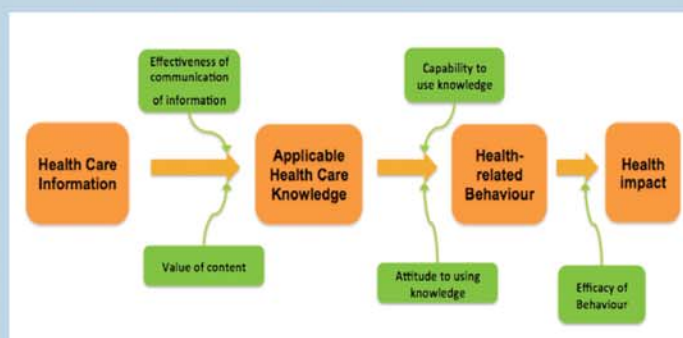 Effectiveness of
communication
of information
Capability to
use knowledge
Health Care
Information
Applicable
Health Care
Knowledge
Health-
related
Behaviour
Health
impact
Value of content
Attitude to using
knowledge
Efficacy of
Behaviour